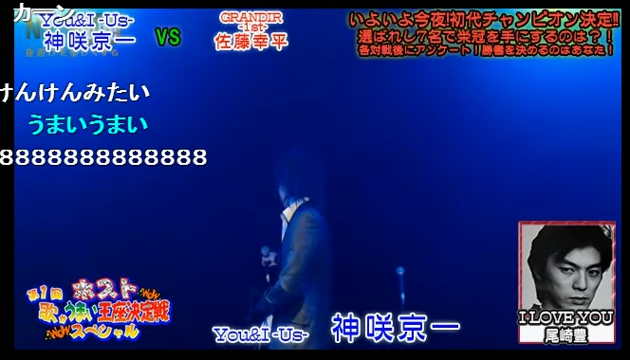 カーン
You&I -Us-
神咲京一
VS
GRANDIR
-1st-
佐藤幸平
いよいよ今夜!初代チャンピオン決定!!
選ばれし7名で栄冠を手にするのは?!
各対戦後にアンケート!!勝者を決めるのはあなた!
けんけんみたい
うまいうまい
8888888888888
第1回
ホスト
歌うまい王座決定戦
スペシャル
You&I -Us- 神咲京一
I LOVE YOU
尾崎豊